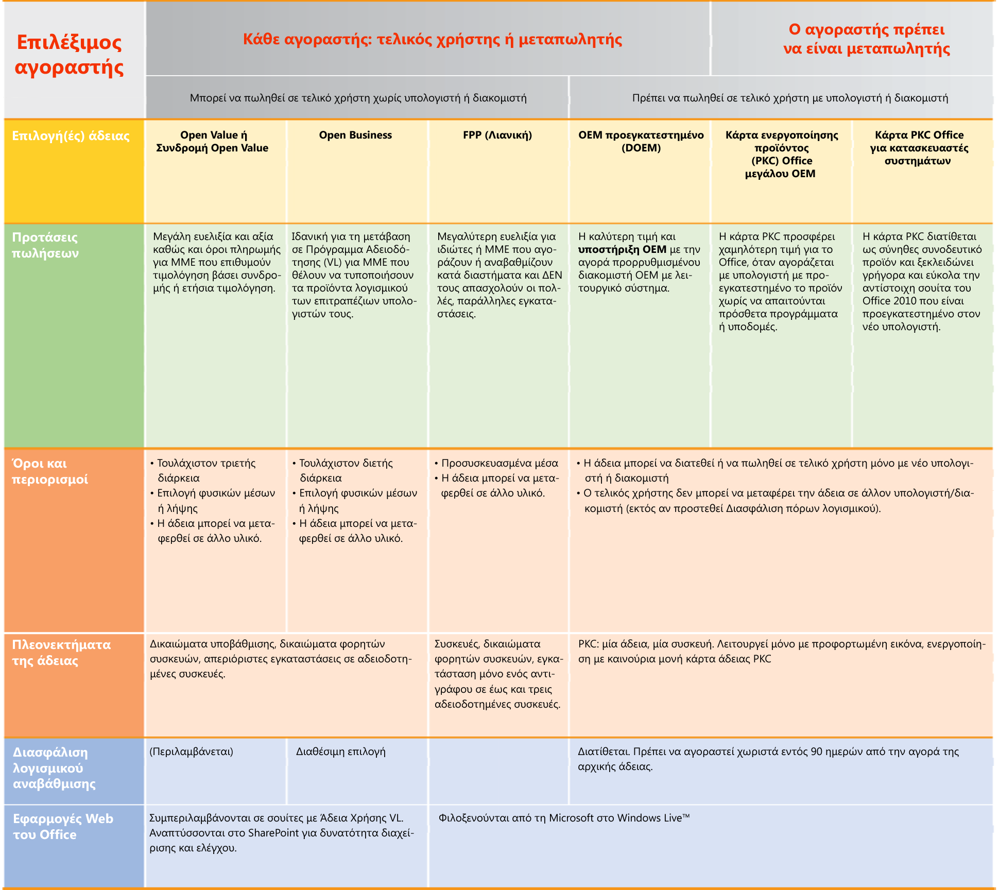 Επιλέξιμος
αγοραστής
Κάθε αγοραστής: τελικός χρήστης ή μεταπωλητής
Ο αγοραστής πρέπει
να είναι μεταπωλητής
Μπορεί να πωληθεί σε τελικό χρήστη χωρίς υπολογιστή ή διακομιστή
Πρέπει να πωληθεί σε τελικό χρήστη με υπολογιστή ή διακομιστή
Επιλογή(ές) άδειας
Open Value ή
Συνδρομή Open Value
Open Business
FPP (Λιανική)
OEM προεγκατεστημένο
(DOEM)
Κάρτα ενεργοποίησης
προϊόντος
(PKC) Office
μεγάλου OEM
Κάρτα PKC Office
για κατασκευαστές
συστημάτων
Προτάσεις
πωλήσεων
Μεγάλη ευελιξία και αξία
καθώς και όροι πληρωμής
για ΜΜΕ που επιθυμούν
τιμολόγηση βάσει συνδρο-
μής ή ετήσια τιμολόγηση.
Ιδανική για τη μετάβαση
σε Πρόγραμμα Αδειοδό-
τησης (VL) για ΜΜΕ που
θέλουν να τυποποιήσουν
τα προϊόντα λογισμικού
των επιτραπέζιων υπολο-
γιστών τους.
Μεγαλύτερη ευελιξία για
ιδιώτες ή ΜΜΕ που αγο-
ράζουν ή αναβαθμίζουν
κατά διαστήματα και ΔΕΝ
τους απασχολούν οι πολ-
λές, παράλληλες εγκατα-
στάσεις.
Η καλύτερη τιμή και
υποστήριξη OEM με την
αγορά προρρυθμισμένου
διακομιστή OEM με λει-
τουργικό σύστημα.
Η κάρτα PKC προσφέρει
χαμηλότερη τιμή για το
Office, όταν αγοράζεται
με υπολογιστή με προ-
εγκατεστημένο το προϊόν
χωρίς να απαιτούνται
πρόσθετα προγράμματα
ή υποδομές.
Η κάρτα PKC διατίθεται
ως σύνηθες συνοδευτικό
προϊόν και ξεκλειδώνει
γρήγορα και εύκολα την
αντίστοιχη σουίτα του
Office 2010 που είναι
προεγκατεστημένο στον
νέο υπολογιστή.
Όροι και
περιορισμοί
• Τουλάχιστον τριετής
διάρκεια
• Επιλογή φυσικών μέσων
ή λήψης
• Η άδεια μπορεί να μετα-
φερθεί σε άλλο υλικό.
• Τουλάχιστον διετής
διάρκεια
• Επιλογή φυσικών μέσων
ή λήψης
• Η άδεια μπορεί να μετα-
φερθεί σε άλλο υλικό.
• Προσυσκευασμένα μέσα
• Η άδεια μπορεί να μετα-
φερθεί σε άλλο υλικό.
• Η άδεια μπορεί να διατεθεί ή να πωληθεί σε τελικό χρήστη μόνο με νέο υπολογι-
στή ή διακομιστή
• Ο τελικός χρήστης δεν μπορεί να μεταφέρει την άδεια σε άλλον υπολογιστή/δια-
κομιστή (εκτός αν προστεθεί Διασφάλιση πόρων λογισμικού).
Πλεονεκτήματα
της άδειας
Δικαιώματα υποβάθμισης, δικαιώματα φορητών
συσκευών, απεριόριστες εγκαταστάσεις σε αδειοδοτη-
μένες συσκευές.
Συσκευές, δικαιώματα
φορητών συσκευών, εγκα-
τάσταση μόνο ενός αντι-
γράφου σε έως και τρεις
αδειοδοτημένες συσκευές.
PKC: μία άδεια, μία συσκευή. Λειτουργεί μόνο με προφορτωμένη εικόνα, ενεργοποίη-
ση με καινούρια μονή κάρτα άδειας PKC
Διασφάλιση
λογισμικού
αναβάθμισης
(Περιλαμβάνεται)
Διαθέσιμη επιλογή
Διατίθεται. Πρέπει να αγοραστεί χωριστά εντός 90 ημερών από την αγορά της
αρχικής άδειας.
Εφαρμογές Web
του Office
Συμπεριλαμβάνονται σε σουίτες με Άδεια Χρήσης VL.
Αναπτύσσονται στο SharePoint για δυνατότητα διαχεί-
ρισης και ελέγχου.
Φιλοξενούνται από τη Microsoft στο Windows Live™